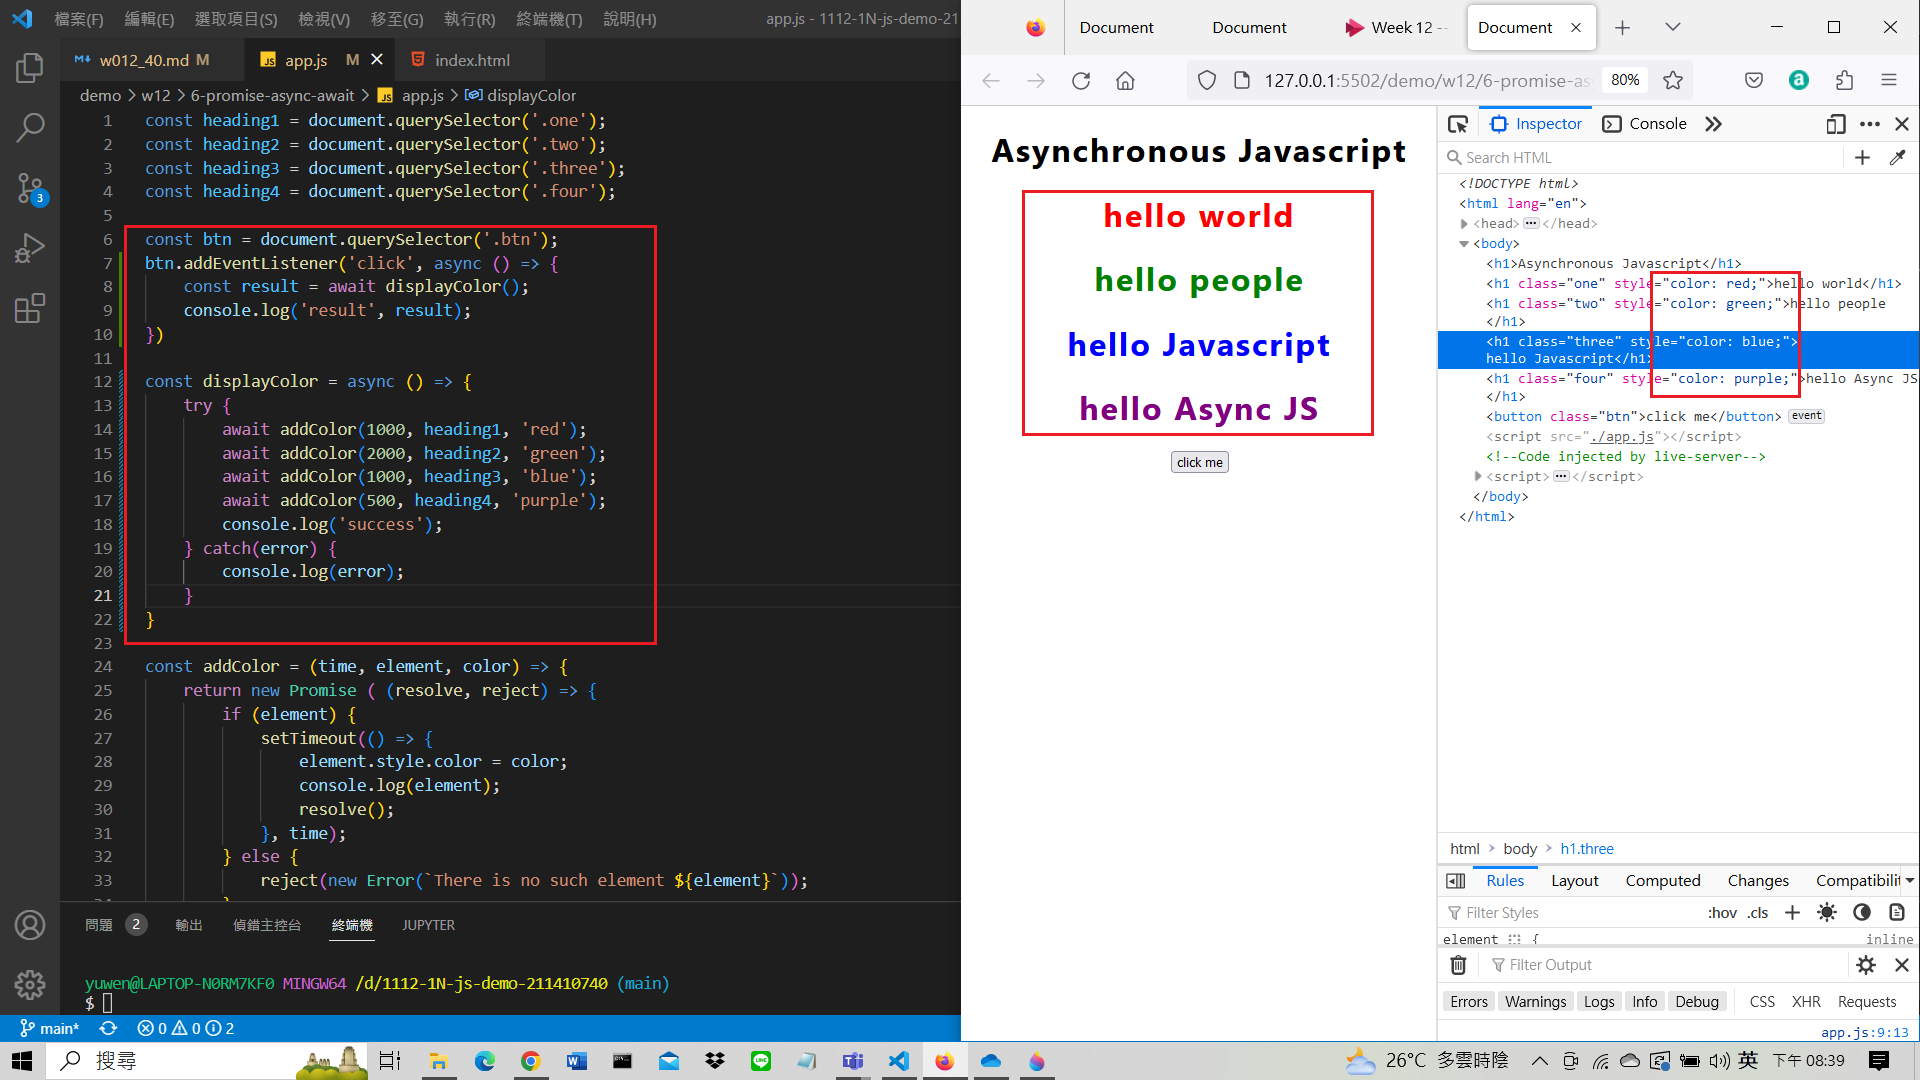 檔案(F) 編輯(E) 選取項目(S) 檢視(V) 移至(G) 執行(R) 終端機(T) 說明(H) app.js - 1112-1N-js-demo-21
w012_40.md M app.js M index.html
demo > w12 > 6-promise-async-await > JS app.js > displayColor
1 const heading1 = document.querySelector('.one');
2 const heading2 = document.querySelector('.two');
3 const heading3 = document.querySelector('.three');
4 const heading4 = document.querySelector('.four');
5
6 const btn = document.querySelector('.btn');
7 btn.addEventListener('click', async () => {
8 const result = await displayColor();
9 console.log('result', result);
10 })
11
12 const displayColor = async () => {
13 try {
14 await addColor(1000, heading1, 'red');
15 await addColor(2000, heading2, 'green');
16 await addColor(1000, heading3, 'blue');
17 await addColor(500, heading4, 'purple');
18 console.log('success');
19 } catch(error) {
20 console.log(error);
21 }
22 }
23
24 const addColor = (time, element, color) => {
25 return new Promise ( (resolve, reject) => {
26 if (element) {
27 setTimeout(() => {
28 element.style.color = color;
29 console.log(element);
30 resolve();
31 }, time);
32 } else {
33 reject(new Error(`There is no such element ${element}`));
3
問題 2 輸出 偵錯主控台 終端機 JUPYTER
yuwen@LAPTOP-N0RM7KF0 MINGW64 /d/1112-1N-js-demo-211410740 (main)
$
main* 0 0 2
Document Document Week 12 -- Document
127.0.0.1:5502/demo/w12/6-promise-as 80%
Asynchronous Javascript
hello world
hello people
hello Javascript
hello Async JS
click me
Inspector Console
Search HTML
<!DOCTYPE html>
<html lang="en">
<head> </head>
<body>
<h1>Asynchronous Javascript</h1>
<h1 class="one" style="color: red;">hello world</h1>
<h1 class="two" style="color: green;">hello people
</h1>
<h1 class="three" style="color: blue;">
hello Javascript</h1>
<h1 class="four" style="color: purple;">hello Async JS
</h1>
<button class="btn">click me</button> event
<script src="./app.js"></script>
<!--Code injected by live-server-->
<script> </script>
</body>
</html>
html > body > h1.three
Rules Layout Computed Changes Compatibilit
Filter Styles :hov .cls
element { inline
Filter Output
Errors Warnings Logs Info Debug CSS XHR Requests
app.js:9:13
搜尋 26°C 多雲時陰 英 下午 08:39